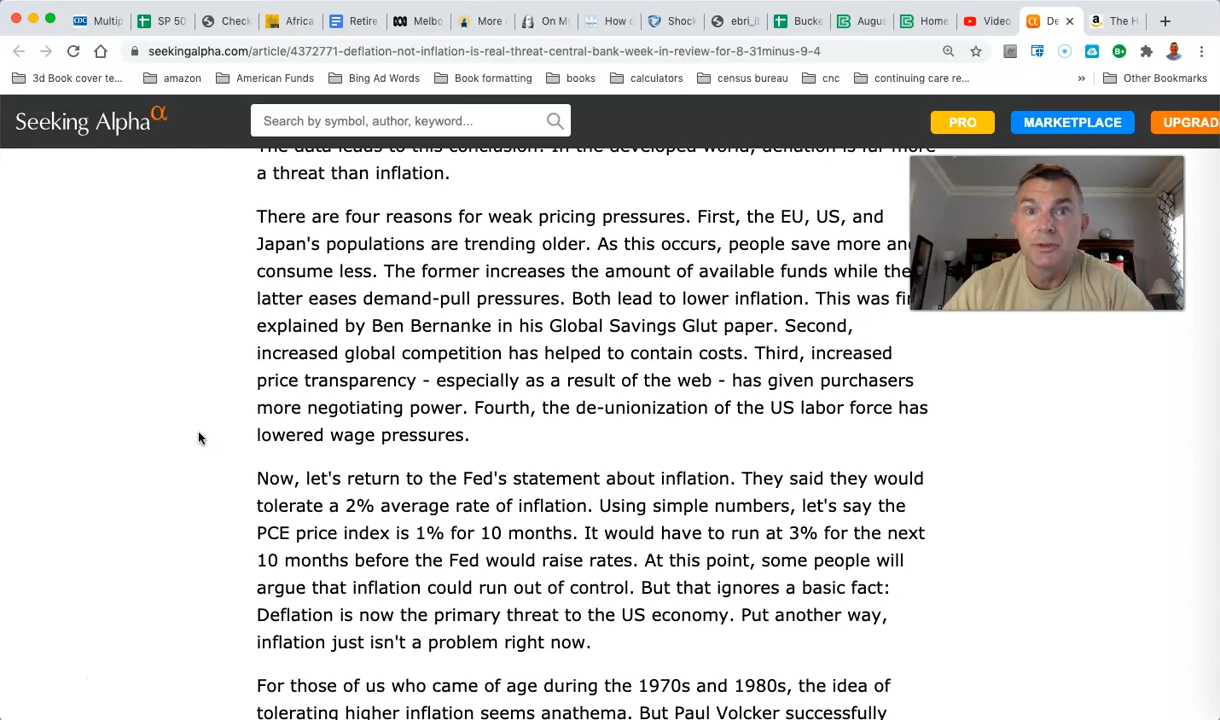 Multip
SP 50
Check
Africa
Retire
Melbo
More
On M
How c
Shock
ebri_il
Bucke
Augus
Home
Video
De
The H
seekingalpha.com/article/4372771-deflation-not-inflation-is-real-threat-central-bank-week-in-review-for-8-31minus-9-4
3d Book cover te...
amazon
American Funds
Bing Ad Words
Book formatting
books
calculators
census bureau
cnc
continuing care re...
»
Other Bookmarks
Seeking Alpha α
Search by symbol, author, keyword...
PRO
MARKETPLACE
UPGRAD
The data leads to this conclusion: In the developed world, deflation is far more
a threat than inflation.
There are four reasons for weak pricing pressures. First, the EU, US, and
Japan's populations are trending older. As this occurs, people save more and
consume less. The former increases the amount of available funds while the
latter eases demand-pull pressures. Both lead to lower inflation. This was fir
explained by Ben Bernanke in his Global Savings Glut paper. Second,
increased global competition has helped to contain costs. Third, increased
price transparency - especially as a result of the web - has given purchasers
more negotiating power. Fourth, the de-unionization of the US labor force has
lowered wage pressures.
Now, let's return to the Fed's statement about inflation. They said they would
tolerate a 2% average rate of inflation. Using simple numbers, let's say the
PCE price index is 1% for 10 months. It would have to run at 3% for the next
10 months before the Fed would raise rates. At this point, some people will
argue that inflation could run out of control. But that ignores a basic fact:
Deflation is now the primary threat to the US economy. Put another way,
inflation just isn't a problem right now.
For those of us who came of age during the 1970s and 1980s, the idea of
tolerating higher inflation seems anathema. But Paul Volcker successfully